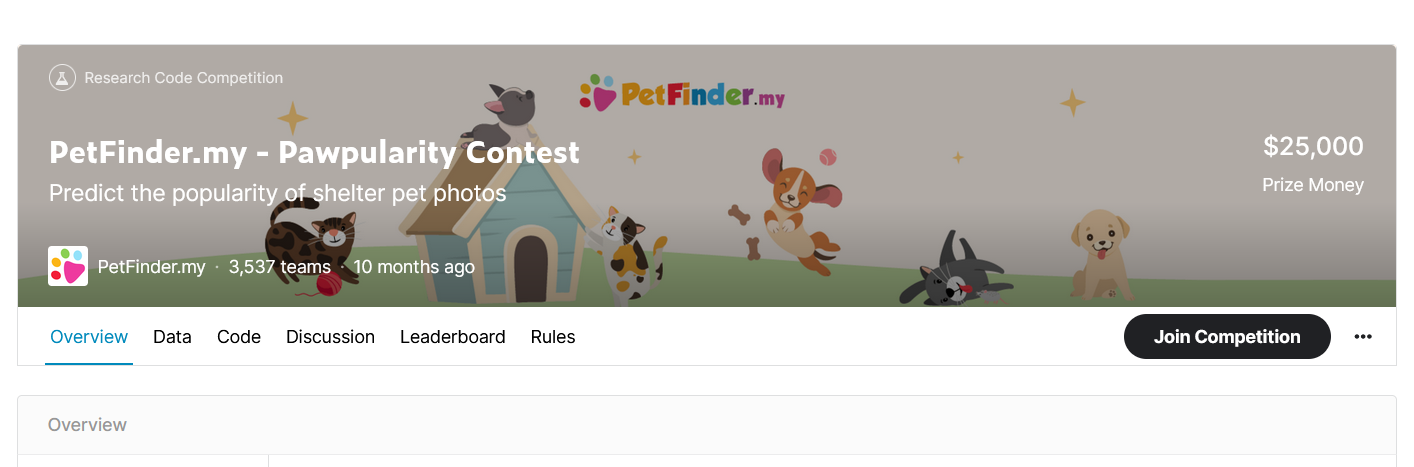 Research Code Competition
PetFinder.my
PetFinder.my - Pawpularity Contest
$25,000
Predict the popularity of shelter pet photos
Prize Money
PetFinder.my · 3,537 teams · 10 months ago
Overview Data Code Discussion Leaderboard Rules Join Competition •••
Overview